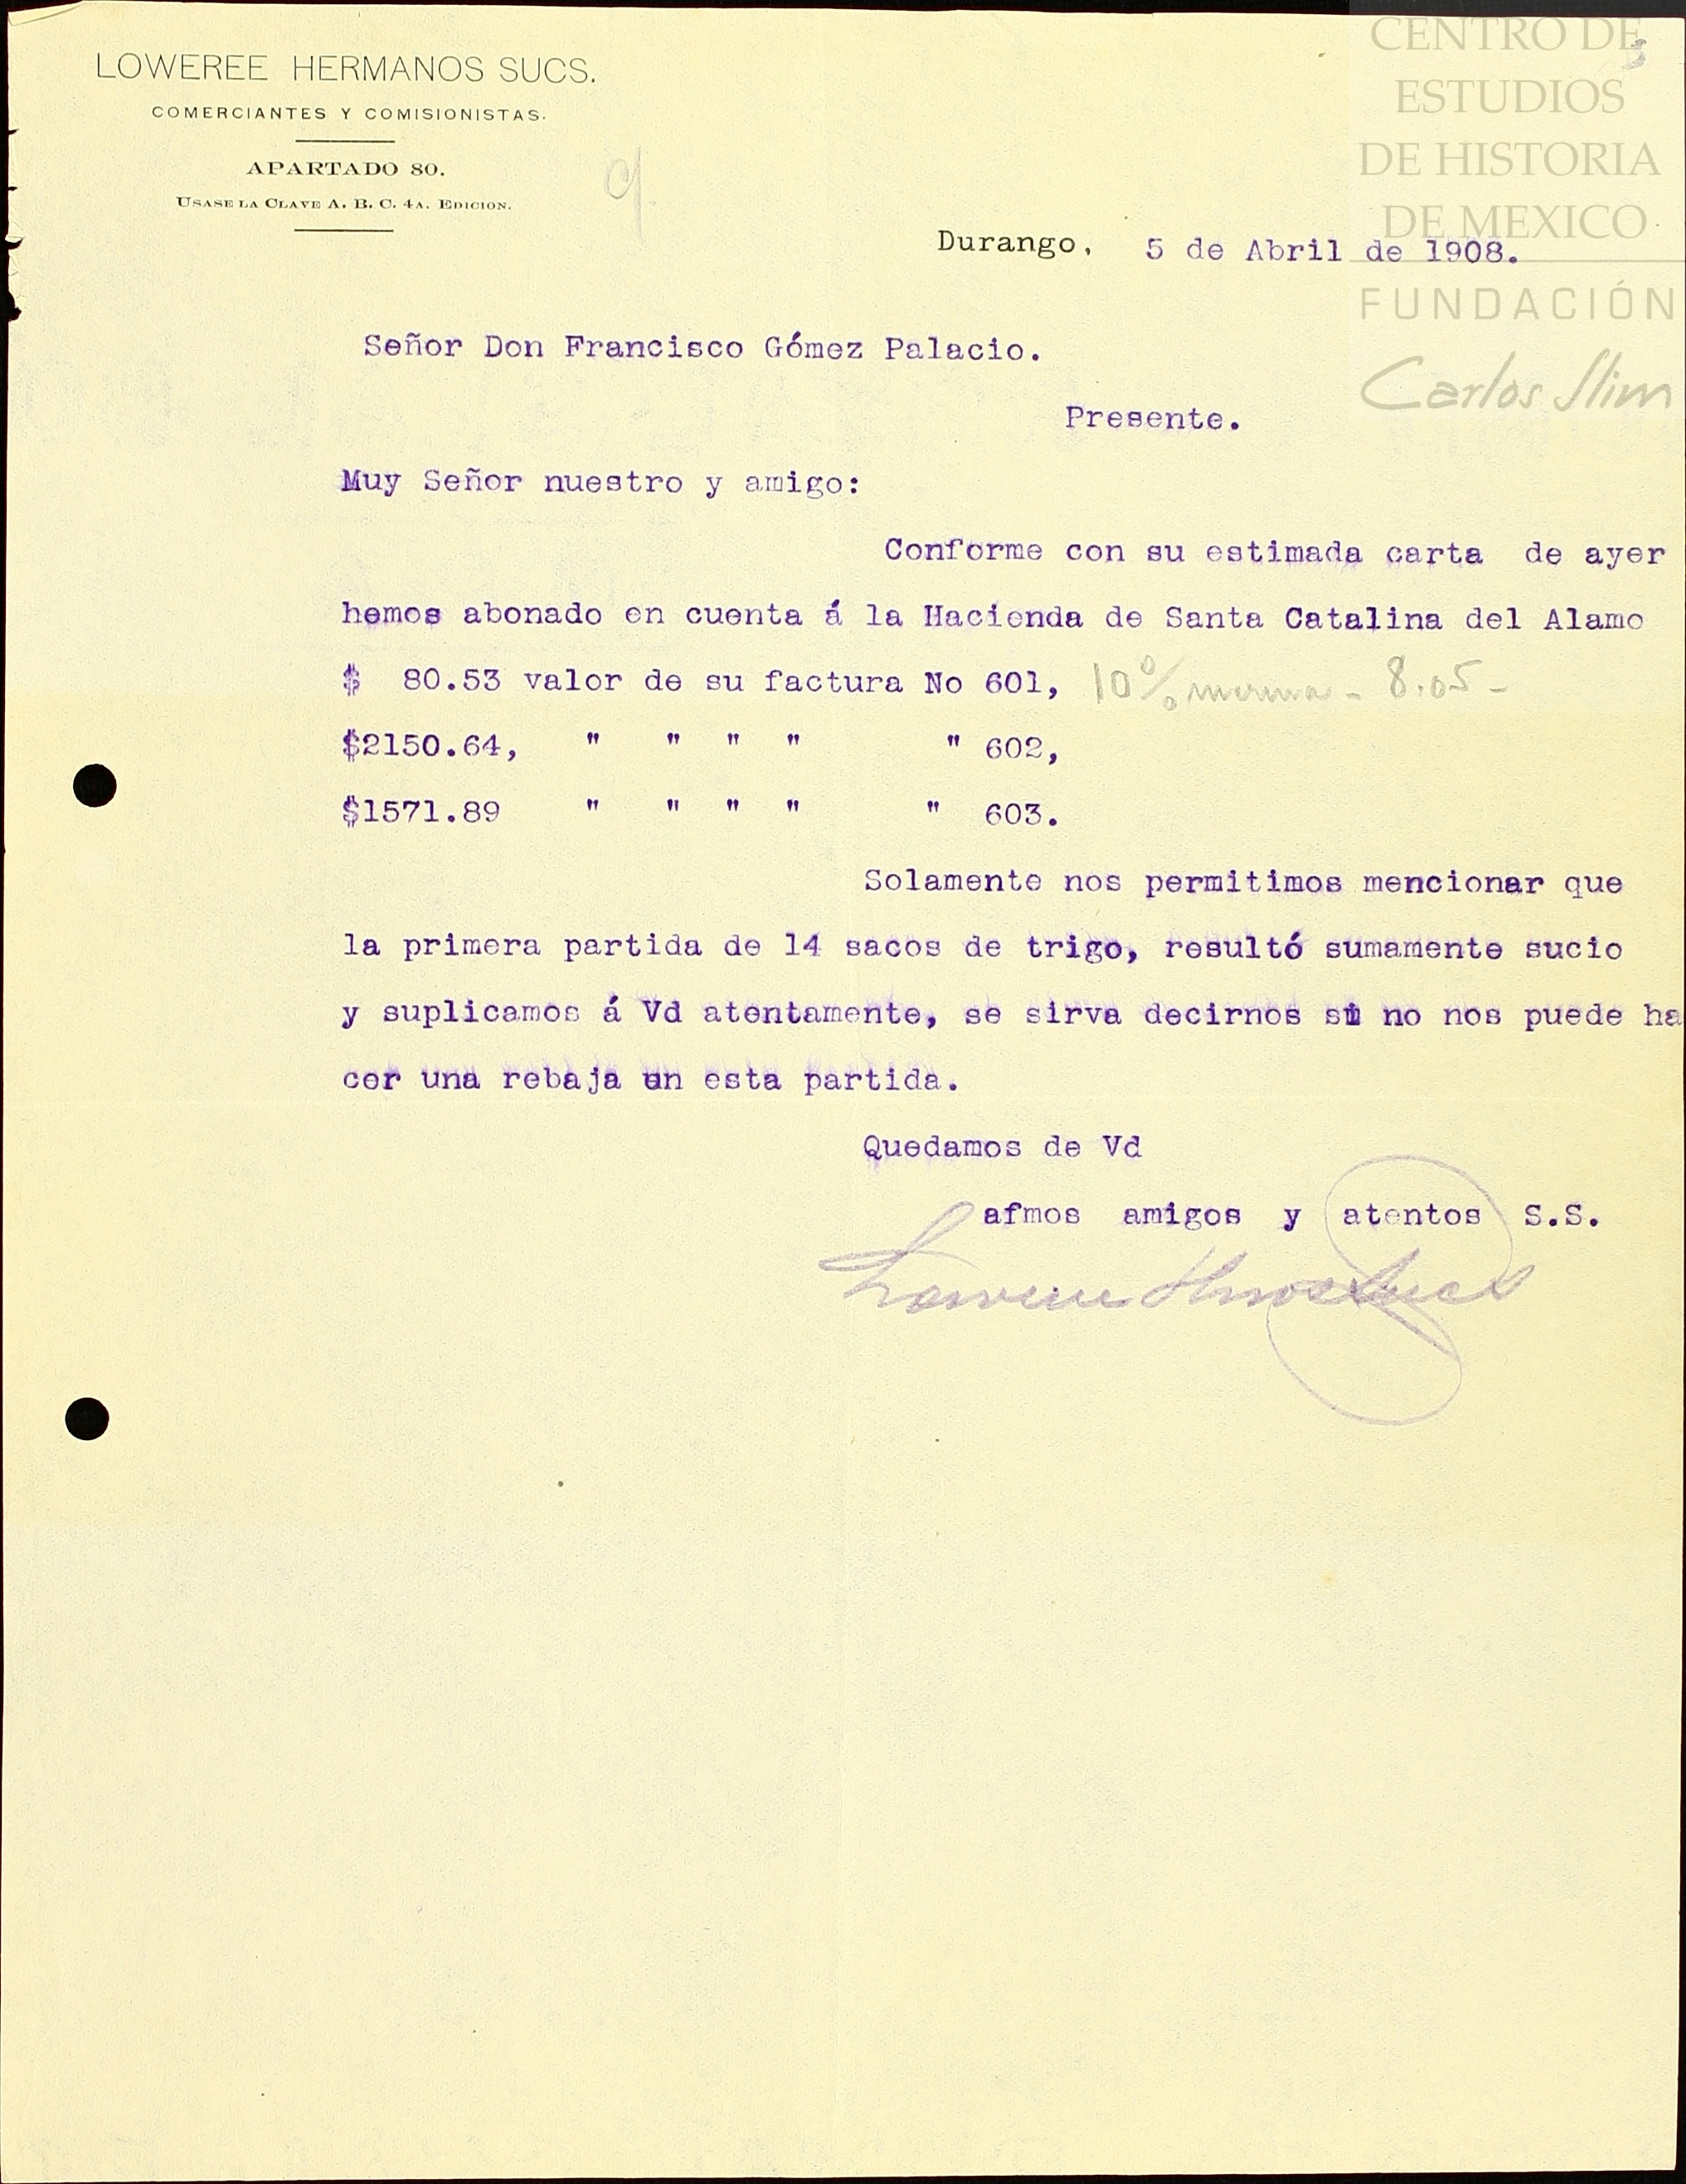 LOWEREE HERMANOS SUCS.
COMERCIANTES Y COMISIONISTAS.
APARTADO 80.
USASE LA CLAVE A. B. C. 4A. EDICION.
9
CENTRO DE
ESTUDIOS
DE HISTORIA
DE MEXICO
FUNDACIÓN
Carlos Slim
Durango, 5 de Abril de 1908.
Señor Don Francisco Gómez Palacio.
Presente.
Muy Señor nuestro y amigo:
Conforme con su estimada carta de ayer
hemos abonado en cuenta á la Hacienda de Santa Catalina del Alamo
$ 80.53 valor de su factura No 601, 10% merma - 8.05 -
$2150.64, " " " " " 602,
$1571.89 " " " " " 603.
Solamente nos permitimos mencionar que
la primera partida de 14 sacos de trigo, resultó sumamente sucio
y suplicamos á Vd atentamente, se sirva decirnos si no nos puede ha
cer una rebaja en esta partida.
Quedamos de Vd
afmos amigos y atentos S.S.
Loweree Hnos Sucs